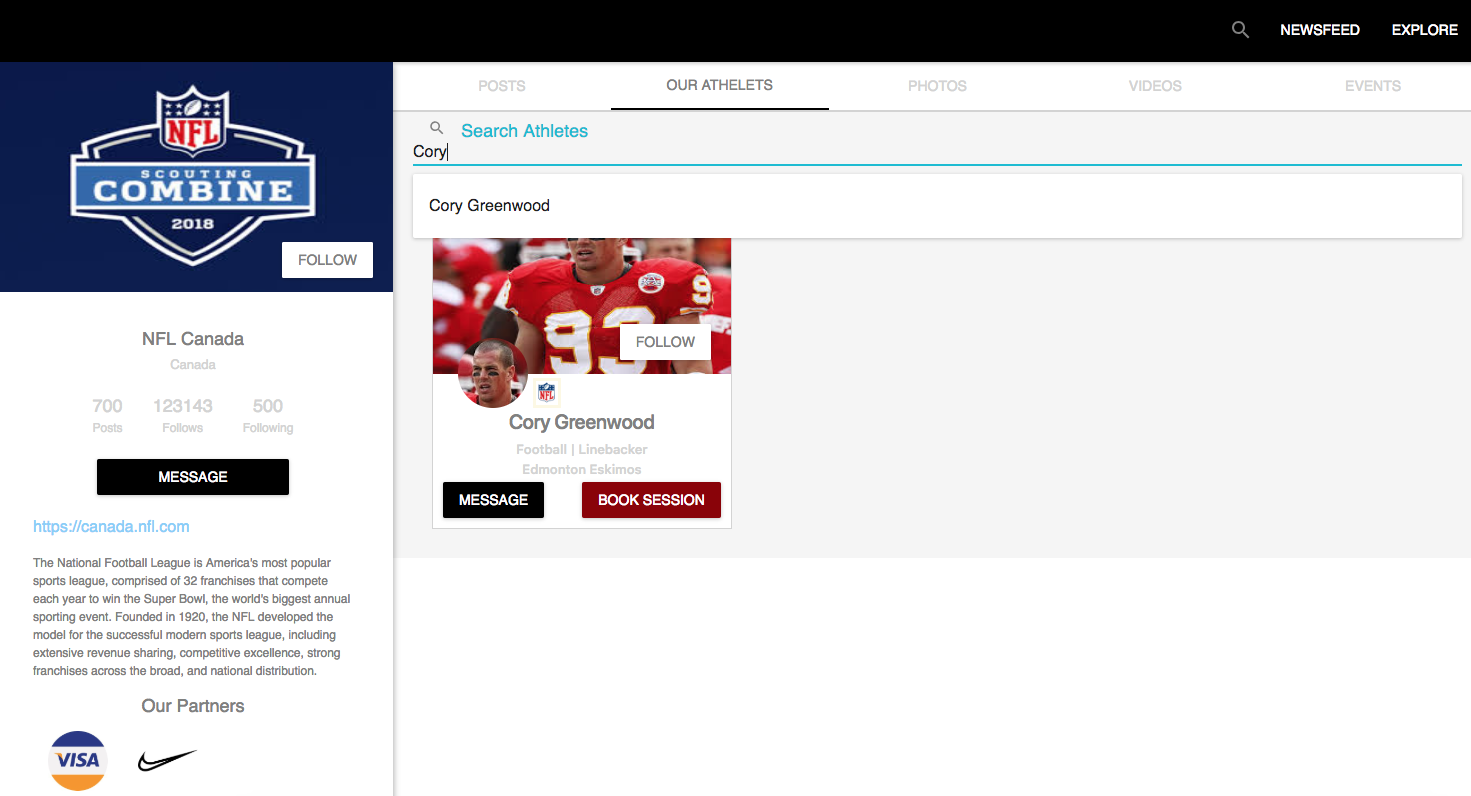 NEWSFEED
EXPLORE
NFL
SCOUTING
COMBINE
2018
FOLLOW
NFL Canada
Canada
700
123143
500
Posts
Follows
Following
MESSAGE
https://canada.nfl.com
The National Football League is America's most popular
sports league, comprised of 32 franchises that compete
each year to win the Super Bowl, the world's biggest annual
sporting event. Founded in 1920, the NFL developed the
model for the successful modern sports league, including
extensive revenue sharing, competitive excellence, strong
franchises across the broad, and national distribution.
Our Partners
VISA
POSTS
OUR ATHELETS
PHOTOS
VIDEOS
EVENTS
Search Athletes
Cory
Cory Greenwood
93
FOLLOW
NFL
Cory Greenwood
Football | Linebacker
Edmonton Eskimos
MESSAGE
BOOK SESSION